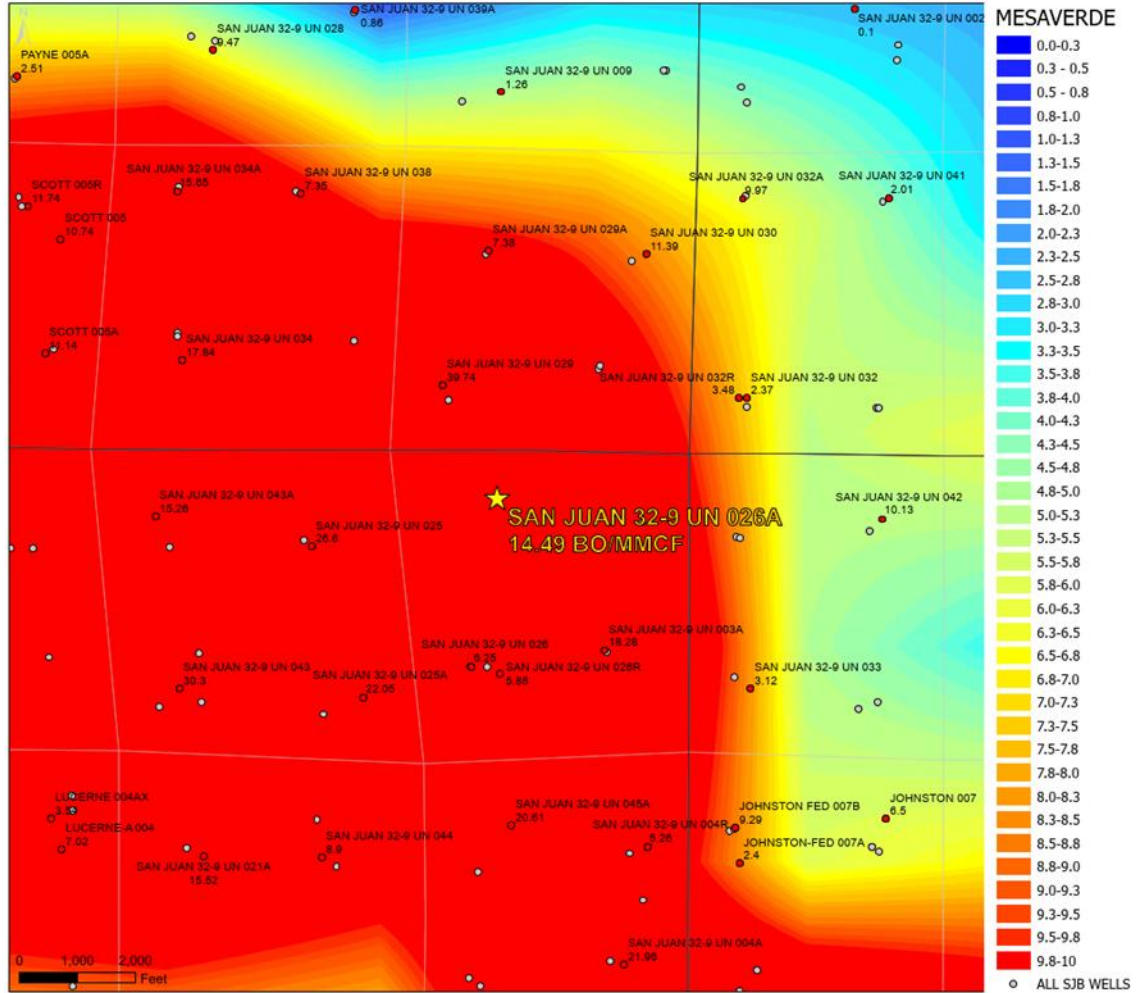 SAN JUAN 32-9 UN 039A
0.86
SAN JUAN 32-9 UN 002
0.1
SAN JUAN 32-9 UN 028
9.47
PAYNE 005A
2.51
SAN JUAN 32-9 UN 009
1.26
SAN JUAN 32-9 UN 034A
15.85
SAN JUAN 32-9 UN 038
7.35
SAN JUAN 32-9 UN 032A
9.97
SAN JUAN 32-9 UN 041
2.01
SCOTT 005R
11.74
SCOTT 005
10.74
SAN JUAN 32-9 UN 029A
7.38
SAN JUAN 32-9 UN 030
11.39
SCOTT 005A
11.14
SAN JUAN 32-9 UN 034
17.84
SAN JUAN 32-9 UN 029
39.74
SAN JUAN 32-9 UN 032R
3.48
SAN JUAN 32-9 UN 032
2.37
SAN JUAN 32-9 UN 043A
15.26
SAN JUAN 32-9 UN 025
26.6
SAN JUAN 32-9 UN 026A
14.49 BO/MMCF
SAN JUAN 32-9 UN 042
10.13
SAN JUAN 32-9 UN 026
6.25
SAN JUAN 32-9 UN 003A
18.28
SAN JUAN 32-9 UN 026R
5.86
SAN JUAN 32-9 UN 043
30.3
SAN JUAN 32-9 UN 025A
22.05
SAN JUAN 32-9 UN 033
3.12
LUCERNE 004AX
LUCERNE-A 004
7.02
SAN JUAN 32-9 UN 021A
15.52
SAN JUAN 32-9 UN 044
8.9
SAN JUAN 32-9 UN 045A
20.61
SAN JUAN 32-9 UN 004R
JOHNSTON FED 007B
9.29
JOHNSTON-FED 007A
2.4
JOHNSTON 007
6.5
SAN JUAN 32-9 UN 004A
21.96
0 1,000 2,000
Feet
MESAVERDE
0.0-0.3
0.3 - 0.5
0.5 - 0.8
0.8-1.0
1.0-1.3
1.3-1.5
1.5-1.8
1.8-2.0
2.0-2.3
2.3-2.5
2.5-2.8
2.8-3.0
3.0-3.3
3.3-3.5
3.5-3.8
3.8-4.0
4.0-4.3
4.3-4.5
4.5-4.8
4.8-5.0
5.0-5.3
5.3-5.5
5.5-5.8
5.8-6.0
6.0-6.3
6.3-6.5
6.5-6.8
6.8-7.0
7.0-7.3
7.3-7.5
7.5-7.8
7.8-8.0
8.0-8.3
8.3-8.5
8.5-8.8
8.8-9.0
9.0-9.3
9.3-9.5
9.5-9.8
9.8-10
ALL SJB WELLS